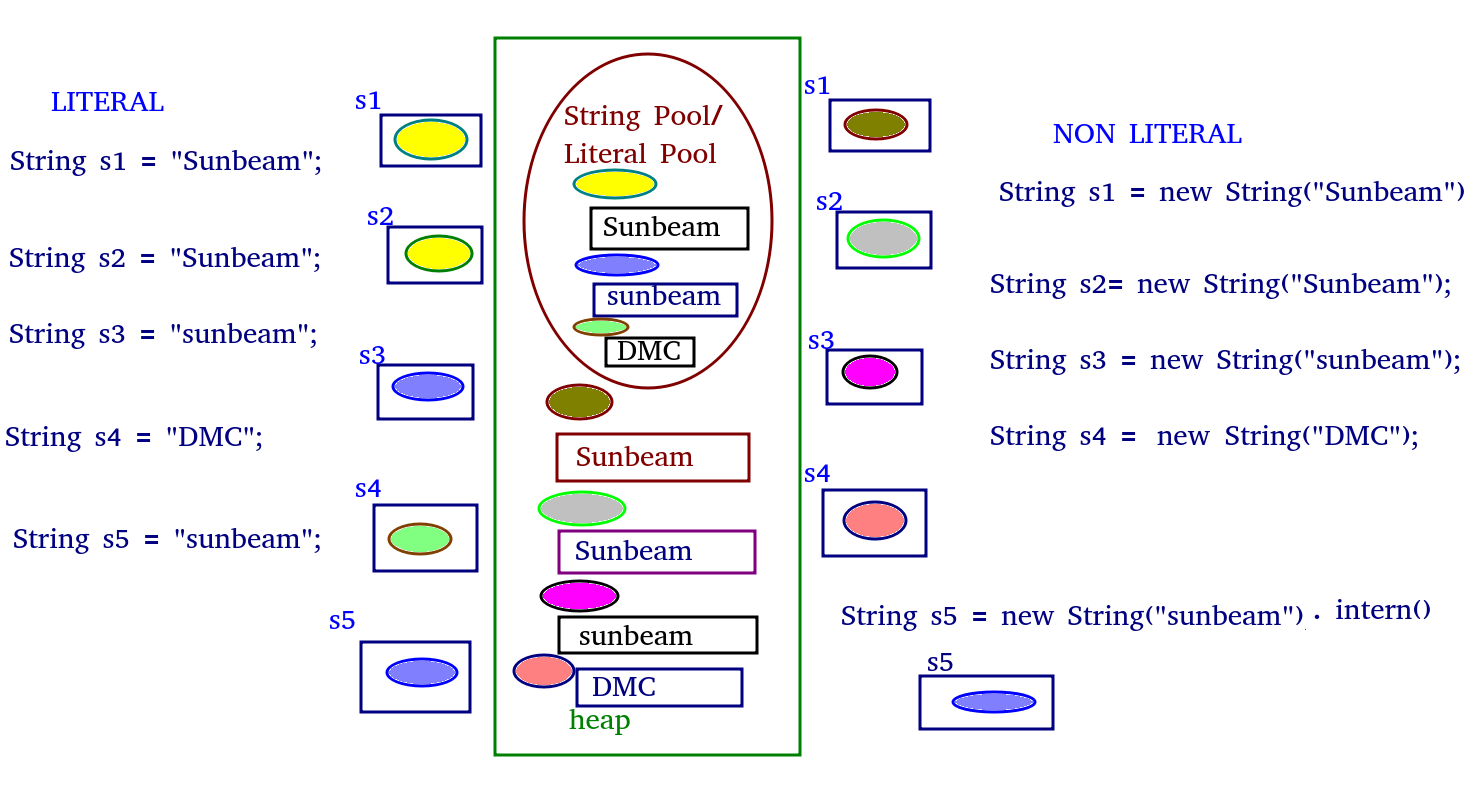 LITERAL
String s1 = "Sunbeam";
String s2 = "Sunbeam";
String s3 = "sunbeam";
String s4 = "DMC";
String s5 = "sunbeam";
s1
s2
s3
s4
s5
String Pool/
Literal Pool
Sunbeam
sunbeam
DMC
Sunbeam
Sunbeam
sunbeam
DMC
heap
s1
s2
s3
s4
NON LITERAL
String s1 = new String("Sunbeam")
String s2= new String("Sunbeam");
String s3 = new String("sunbeam");
String s4 = new String("DMC");
String s5 = new String("sunbeam") . intern()
s5